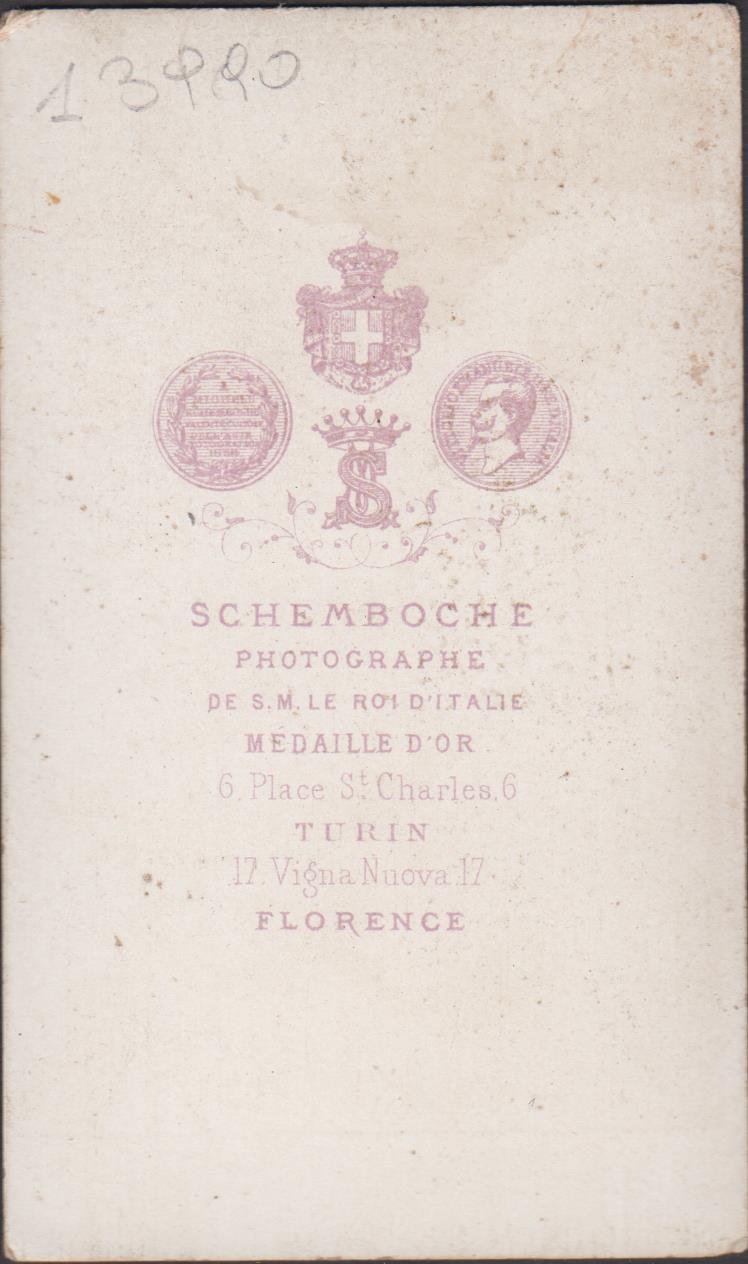 SCHEMBOCHE
PHOTOGRAPHE
DE S.M. LE ROI D'ITALIE
MÉDAILLE D'OR
6, Place St. Charles, 6
TURIN
17. Vigna Nuova. 17.
FLORENCE